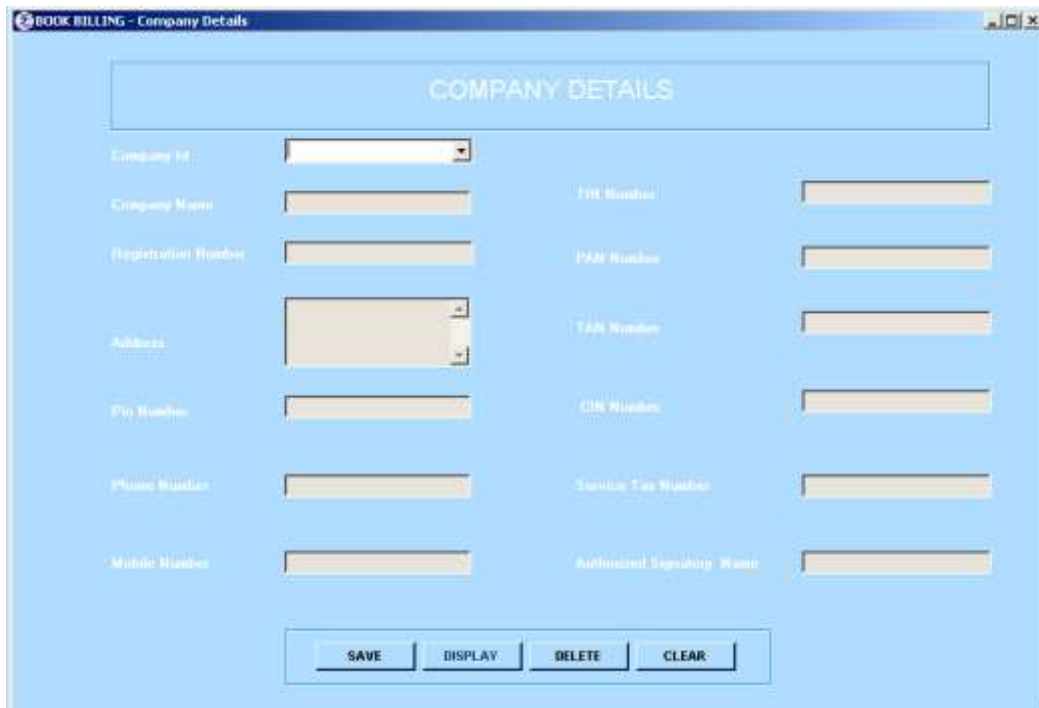 BOOK BILLING - Company Details
COMPANY DETAILS
Company Id
Company Name
Registration Number
Address
Pin Number
Phone Number
Mobile Number
TIN Number
PAN Number
TAN Number
CIN Number
Service Tax Number
Authorized Signatory Name
SAVE
DISPLAY
DELETE
CLEAR